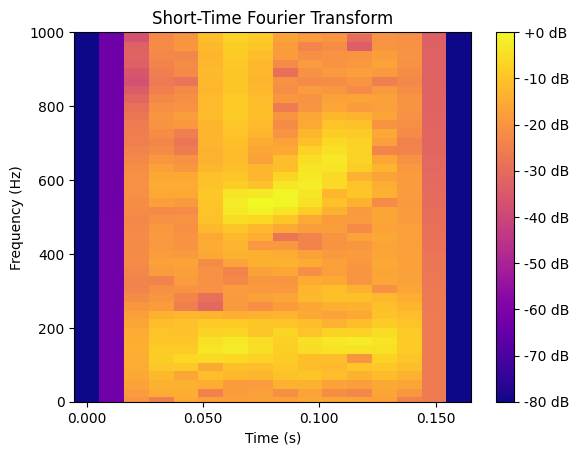 Short-Time Fourier Transform
1000
800
600
400
200
0
Frequency (Hz)
0.000
0.050
0.100
0.150
Time (s)
+0 dB
-10 dB
-20 dB
-30 dB
-40 dB
-50 dB
-60 dB
-70 dB
-80 dB